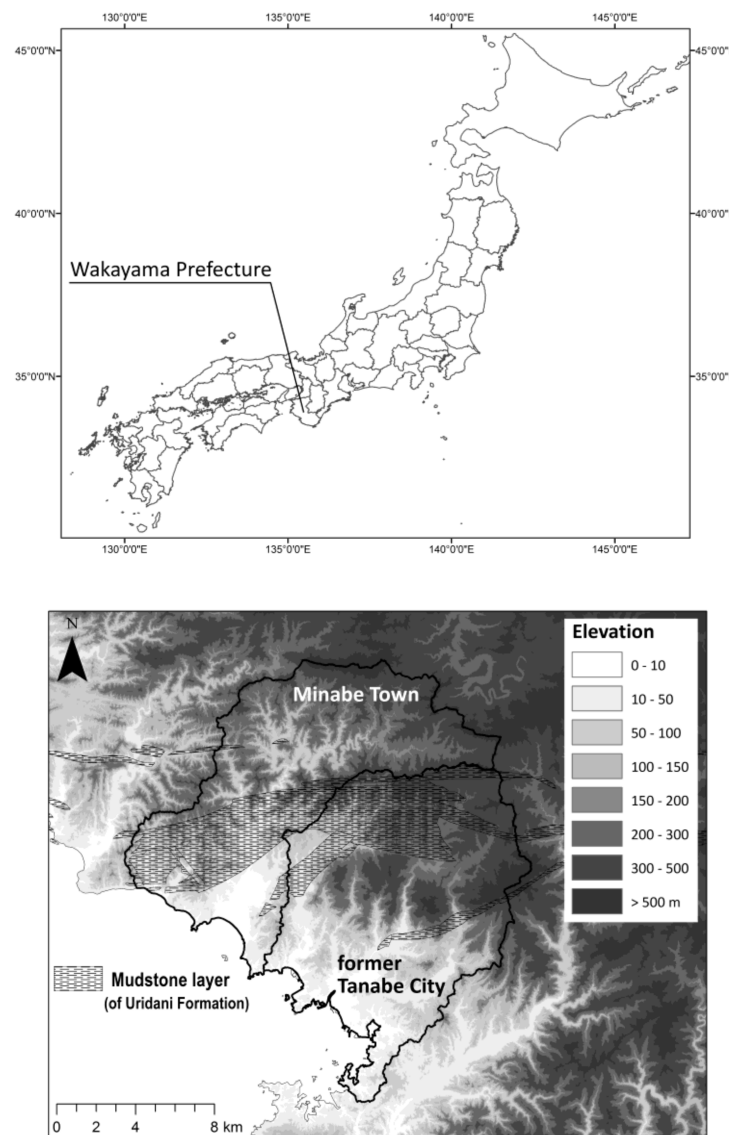 130°0'0"E 135°0'0"E 140°0'0"E 145°0'0"E
45°0'0"N
45°0'0"
40°0'0"N
40°0'0"
Wakayama Prefecture
35°0'0"N
35°0'0"
130°0'0"E 135°0'0"E 140°0'0"E 145°0'0"E
N
Minabe Town
Elevation
0 - 10
10 - 50
50 - 100
100 - 150
150 - 200
200 - 300
300 - 500
> 500 m
former
Tanabe City
Mudstone layer
(of Uridani Formation)
0 2 4 8 km